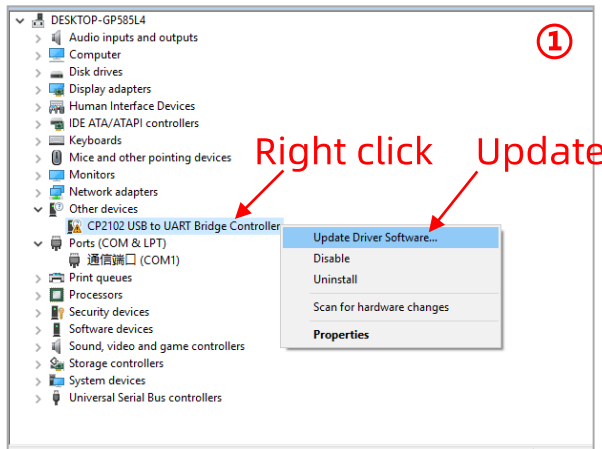 DESKTOP-GP585L4
①
Audio inputs and outputs
Computer
Disk drives
Display adapters
Human Interface Devices
IDE ATA/ATAPI controllers
Keyboards
Mice and other pointing devices
Right click
Update
Monitors
Network adapters
Other devices
CP2102 USB to UART Bridge Controller
Update Driver Software...
Disable
Uninstall
Scan for hardware changes
Properties
Ports (COM & LPT)
通信端口 (COM1)
Print queues
Processors
Security devices
Software devices
Sound, video and game controllers
Storage controllers
System devices
Universal Serial Bus controllers